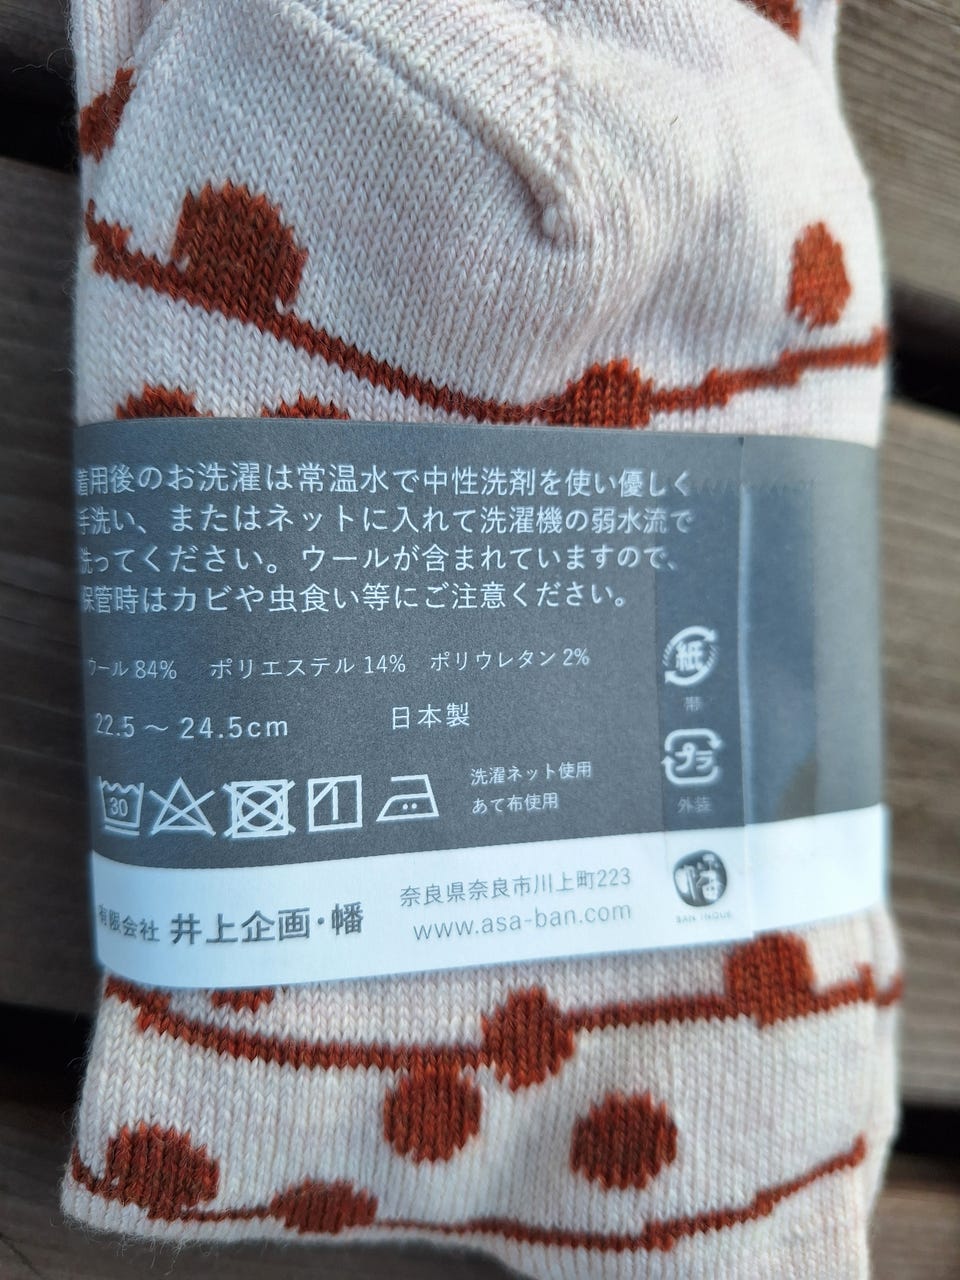 着用後のお洗濯は常温水で中性洗剤を使い優しく
手洗い、またはネットに入れて洗濯機の弱水流で
洗ってください。ウールが含まれていますので、
保管時はカビや虫食い等にご注意ください。
ウール 84% ポリエステル 14% ポリウレタン 2%
22.5 ～ 24.5cm 日本製
30
洗濯ネット使用
あて布使用
紙
帯
プラ
外装
有限会社 井上企画・幡
奈良県奈良市川上町223
www.asa-ban.com
BAN INOUE